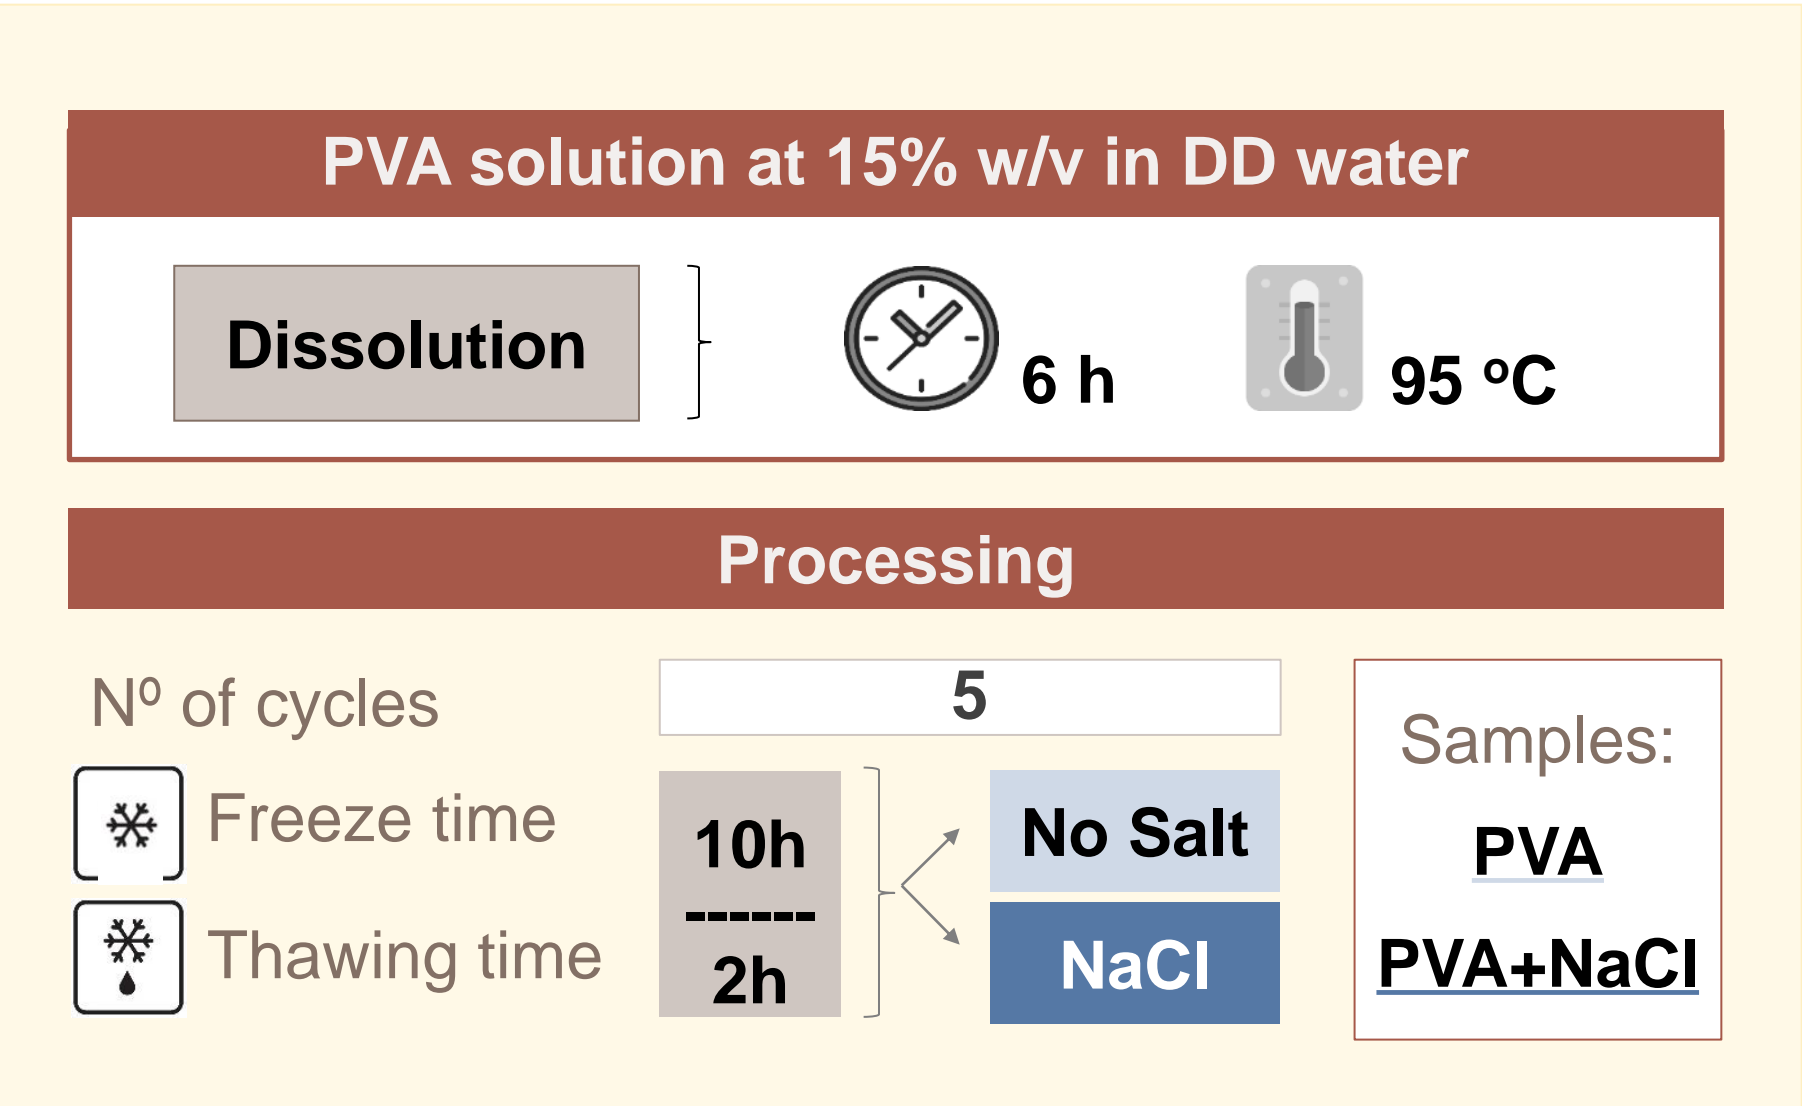 PVA solution at 15% w/v in DD water
Dissolution
6 h
95 ºC
Processing
Nº of cycles
5
Freeze time
10h
------
Thawing time
2h
No Salt
NaCl
Samples:
PVA
PVA+NaCl